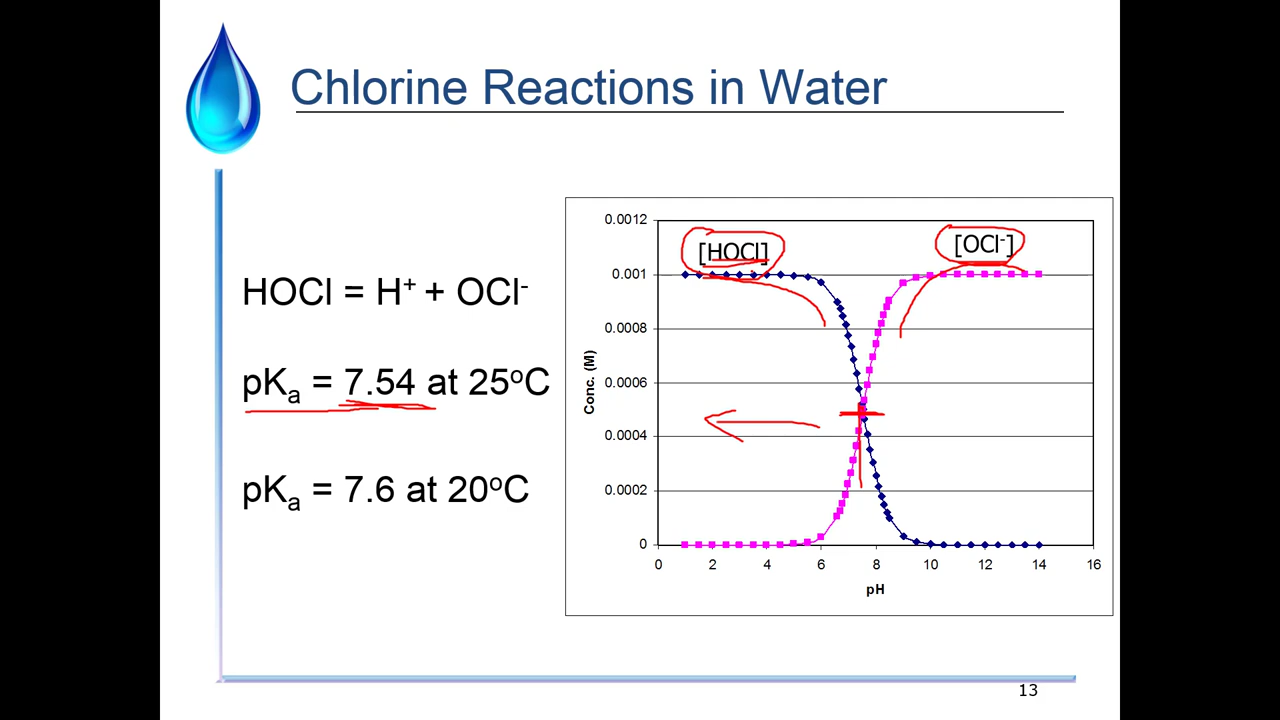 Chlorine Reactions in Water
HOCl = H⁺ + OCl⁻
pKₐ = 7.54 at 25ºC
pKₐ = 7.6 at 20ºC
[HOCl]
[OCl⁻]
0.0012
0.001
0.0008
0.0006
0.0004
0.0002
0
Conc. (M)
0 2 4 6 8 10 12 14 16
pH
13